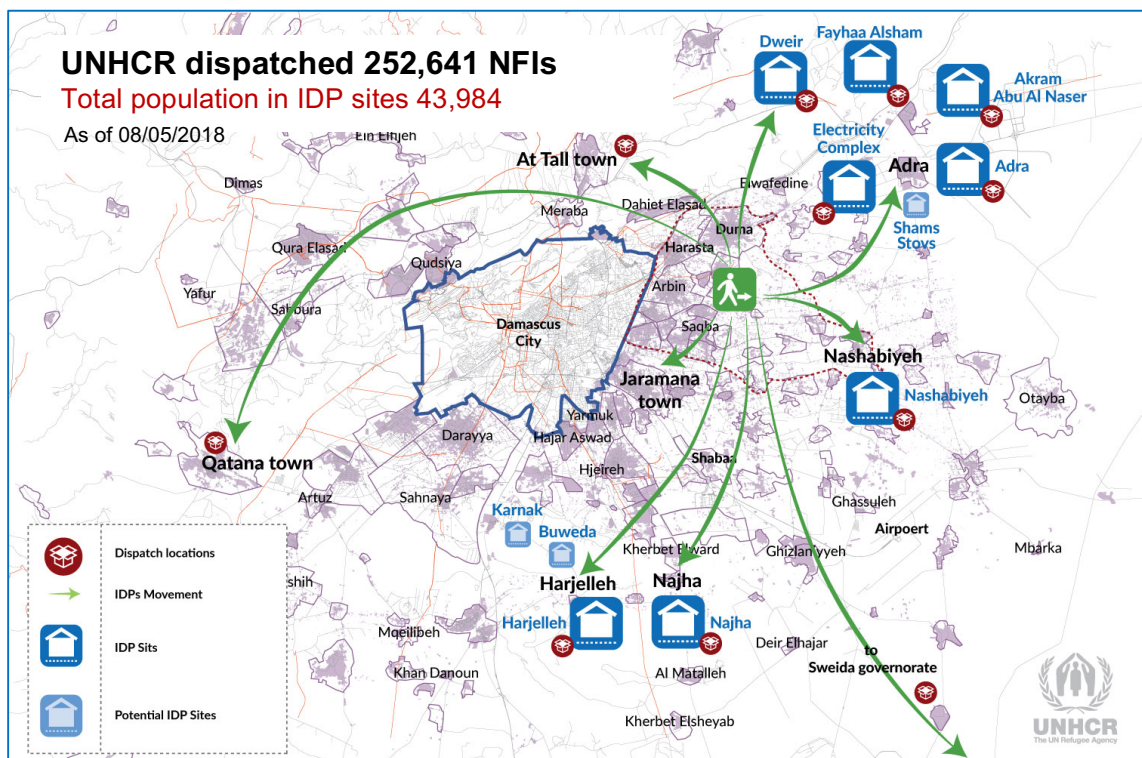 UNHCR dispatched 252,641 NFIs
Total population in IDP sites 43,984
As of 08/05/2018
Dweir
Fayhaa Alsham
Akram
Abu Al Naser
Electricity
Complex
Adra
Adra
Shams
Stovs
Ein Elhjeh
At Tall town
Elwafedine
Dimas
Meraba
Dahiet Elasad
Duma
Qura Elasad
Qudsiya
Harasta
Yafur
Sabbura
Arbin
Damascus
City
Saqba
Nashabiyeh
Nashabiyeh
Jaramana
town
Otayba
Yarmuk
Darayya
Hajar Aswad
Qatana town
Hjeireh
Shabaa
Artuz
Sahnaya
Ghassuleh
Karnak
Buweda
Airpoert
Kherbet Elward
Ghizlaniyyeh
Mbarka
Harjelleh
Najha
Harjelleh
Najha
shih
Mqeilibeh
Deir Elhajar
Khan Danoun
Al Matalleh
to
Sweida governorate
Kherbet Elsheyab
Dispatch locations
IDPs Movement
IDP Sits
Potential IDP Sites
UNHCR
The UN Refugee Agency